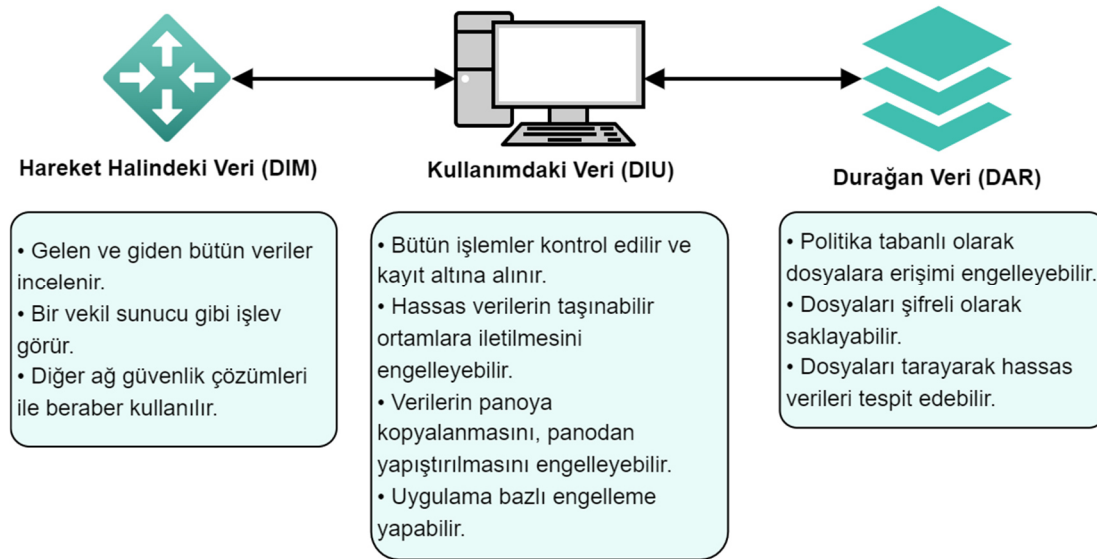 Hareket Halindeki Veri (DIM)
• Gelen ve giden bütün veriler
incelenir.
• Bir vekil sunucu gibi işlev
görür.
• Diğer ağ güvenlik çözümleri
ile beraber kullanılır.
Kullanımdaki Veri (DIU)
• Bütün işlemler kontrol edilir ve
kayıt altına alınır.
• Hassas verilerin taşınabilir
ortamlara iletilmesini
engelleyebilir.
• Verilerin panoya
kopyalanmasını, panodan
yapıştırılmasını engelleyebilir.
• Uygulama bazlı engelleme
yapabilir.
Durağan Veri (DAR)
• Politika tabanlı olarak
dosyalara erişimi engelleyebilir.
• Dosyaları şifreli olarak
saklayabilir.
• Dosyaları tarayarak hassas
verileri tespit edebilir.